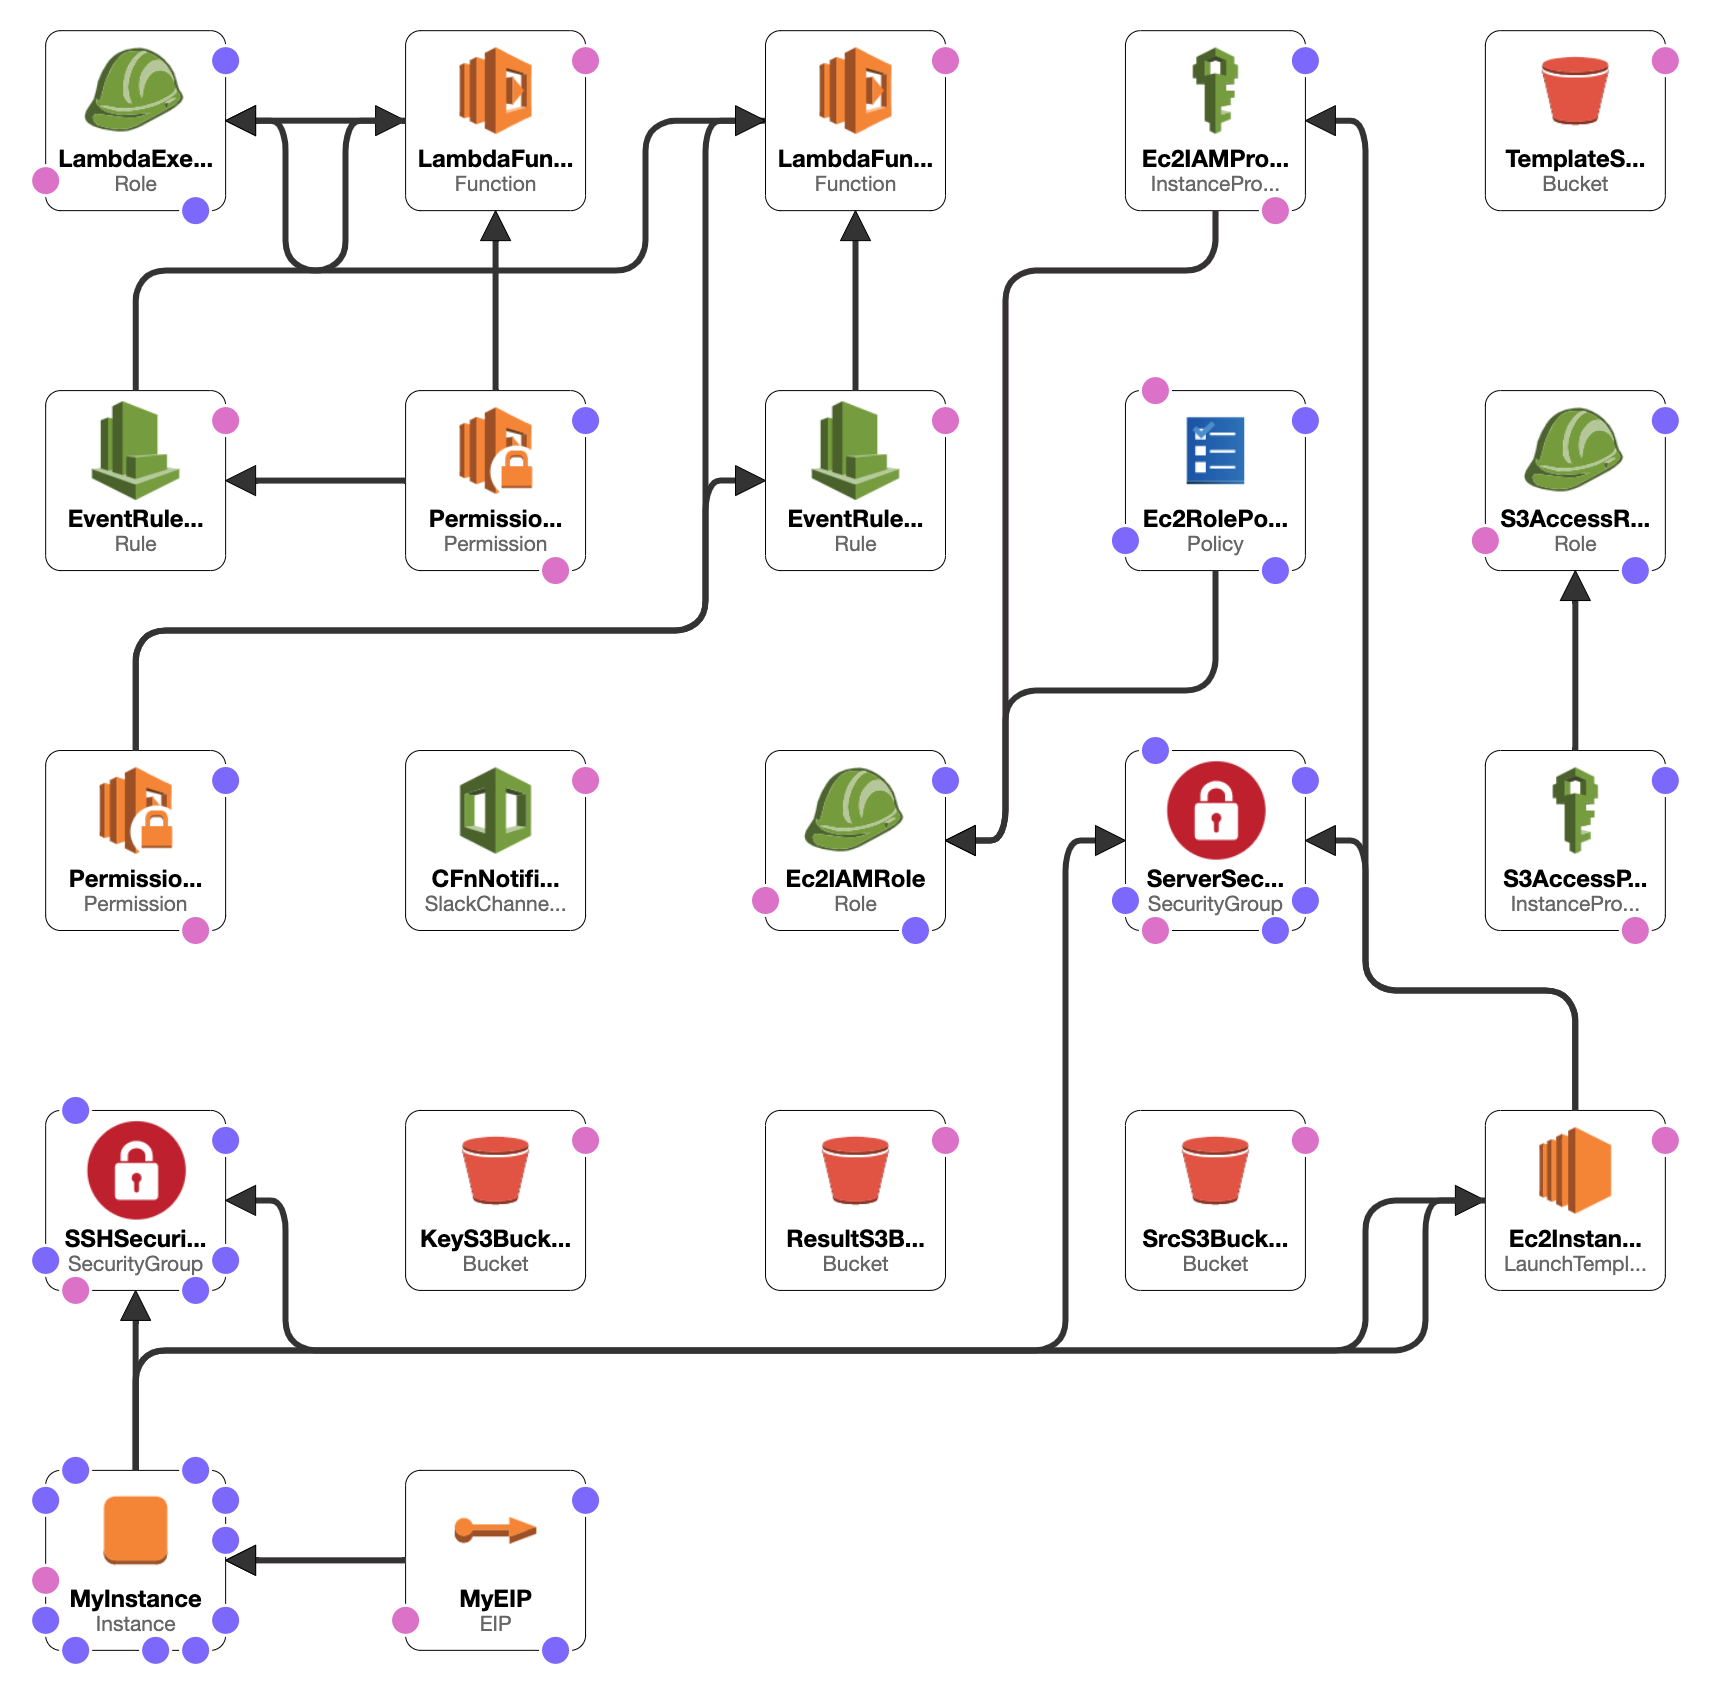 LambdaExe...
Role
LambdaFun...
Function
LambdaFun...
Function
Ec2IAMPro...
InstancePro...
TemplateS...
Bucket
EventRule...
Rule
Permissio...
Permission
EventRule...
Rule
Ec2RolePo...
Policy
S3AccessR...
Role
Permissio...
Permission
CFnNotifi...
SlackChanne...
Ec2IAMRole
Role
ServerSec...
SecurityGroup
S3AccessP...
InstancePro...
SSHSecuri...
SecurityGroup
KeyS3Buck...
Bucket
ResultS3B...
Bucket
SrcS3Buck...
Bucket
Ec2Instan...
LaunchTempl...
MyInstance
Instance
MyEIP
EIP